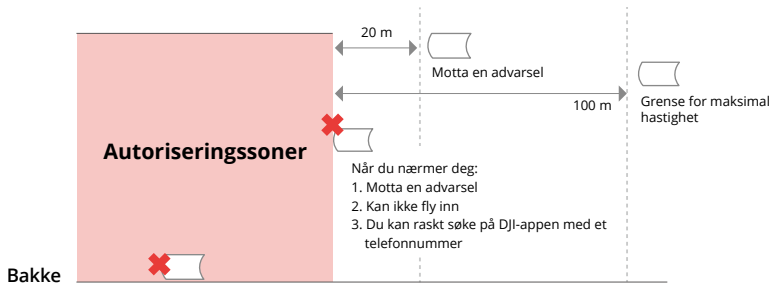 20 m
Motta en advarsel
100 m
Grense for maksimal
hastighet
Autoriseringssoner
Når du nærmer deg:
1. Motta en advarsel
2. Kan ikke fly inn
3. Du kan raskt søke på DJI-appen med et
telefonnummer
Bakke